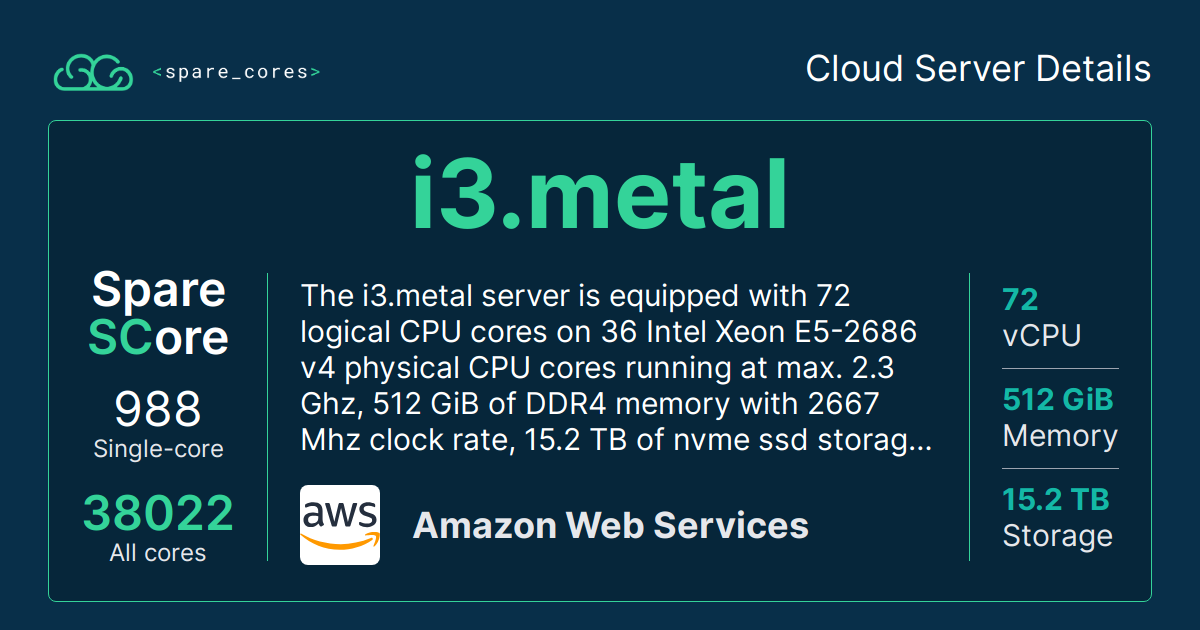 <spare_cores>
Cloud Server Details
i3.metal
Spare
SCore
988
Single-core
38022
All cores
The i3.metal server is equipped with 72
logical CPU cores on 36 Intel Xeon E5-2686
v4 physical CPU cores running at max. 2.3
Ghz, 512 GiB of DDR4 memory with 2667
Mhz clock rate, 15.2 TB of nvme ssd storag...
aws
Amazon Web Services
72
vCPU
512 GiB
Memory
15.2 TB
Storage